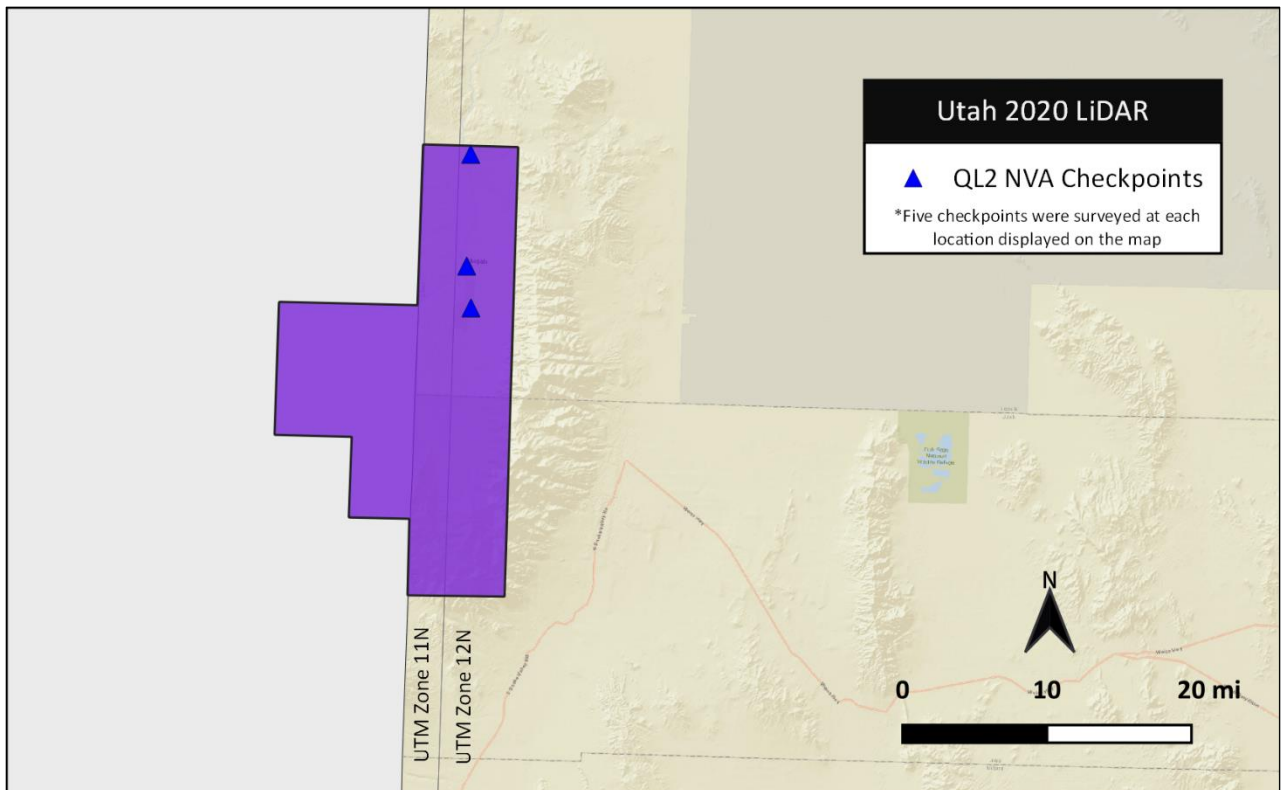 Utah 2020 LiDAR
QL2 NVA Checkpoints
*Five checkpoints were surveyed at each
location displayed on the map
N
0 10 20 mi
UTM Zone 11N
UTM Zone 12N